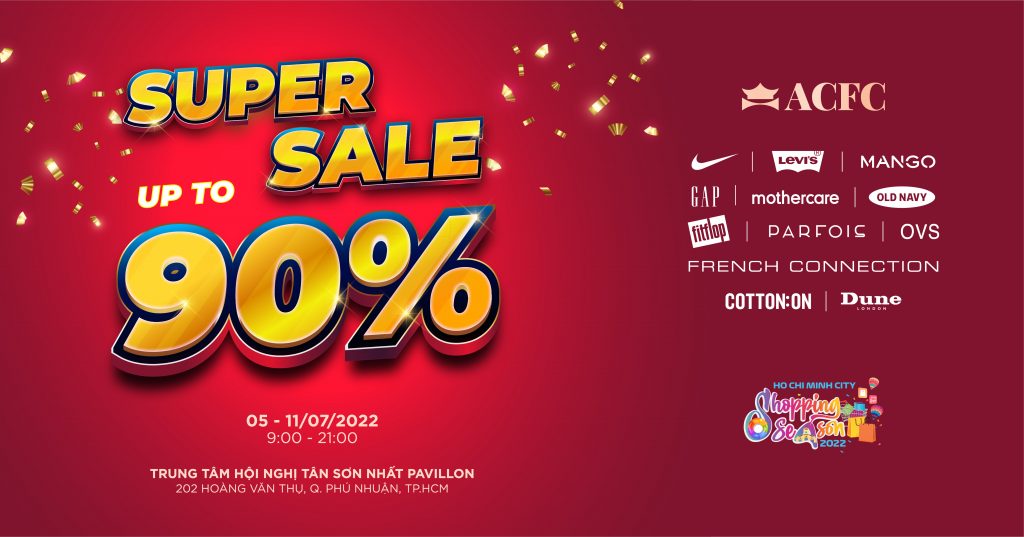 SUPER
SALE
UP TO
90%
05 - 11/07/2022
9:00 - 21:00
TRUNG TÂM HỘI NGHỊ TÂN SƠN NHẤT PAVILLON
202 HOÀNG VĂN THỤ, Q. PHÚ NHUẬN, TP.HCM
ACFC
LEVI'S® MANGO
GAP mothercare OLD NAVY
fitflop PARFOIS OVS
FRENCH CONNECTION
COTTON:ON Dune
LONDON
HO CHI MINH CITY
Shopping
Season
2022